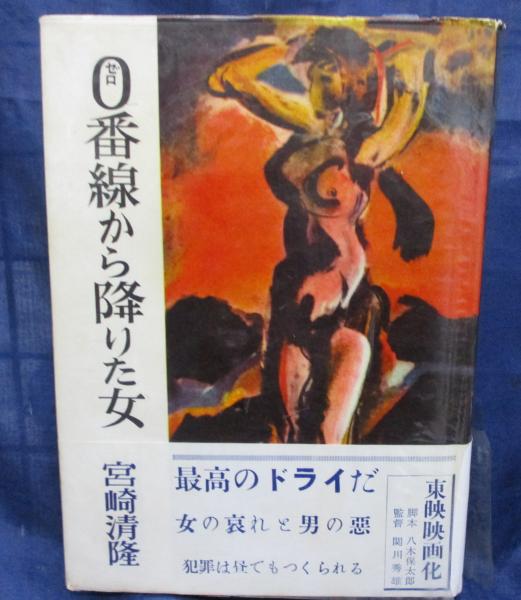 0番線から降りた女
ゼロ
宮崎清隆
最高のドライだ
女の哀れと男の惡
犯罪は昼でもつくられる
東映映画化
脚本 八木保太郎
監督 関川秀雄